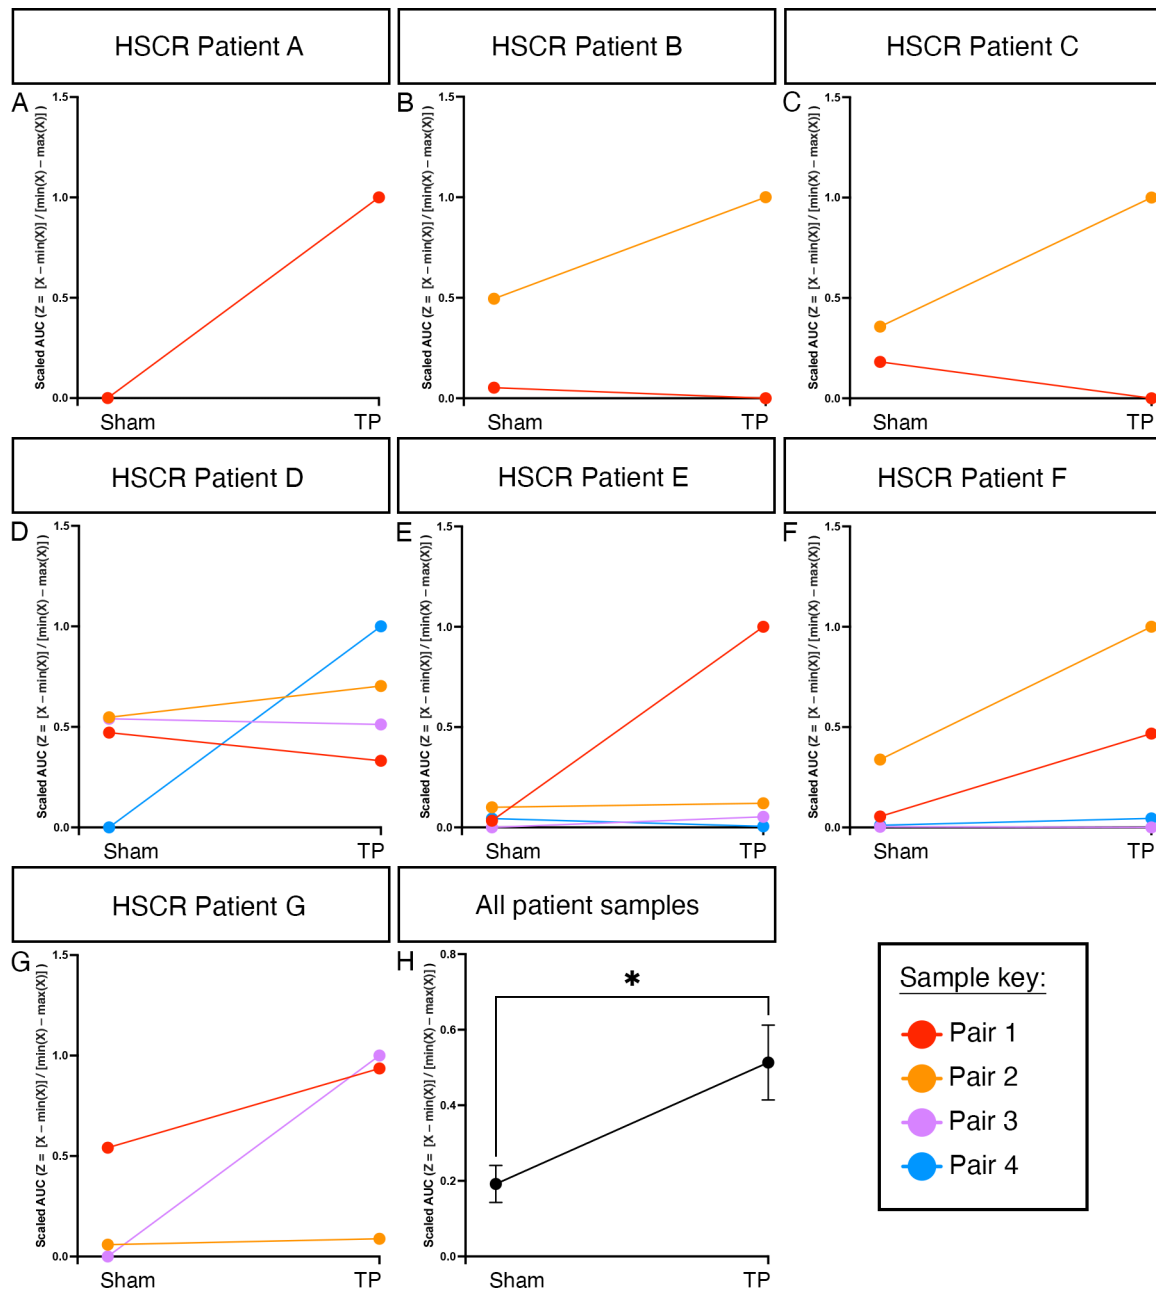 HSCR Patient A
HSCR Patient B
HSCR Patient C
A
Scaled AUC (Z = [X – min(X)] / [min(X) – max(X)])
1.5
1.0
0.5
0.0
Sham
TP
B
Scaled AUC (Z = [X – min(X)] / [min(X) – max(X)])
1.5
1.0
0.5
0.0
Sham
TP
C
Scaled AUC (Z = [X – min(X)] / [min(X) – max(X)])
1.5
1.0
0.5
0.0
Sham
TP
HSCR Patient D
HSCR Patient E
HSCR Patient F
D
Scaled AUC (Z = [X – min(X)] / [min(X) – max(X)])
1.5
1.0
0.5
0.0
Sham
TP
E
Scaled AUC (Z = [X – min(X)] / [min(X) – max(X)])
1.5
1.0
0.5
0.0
Sham
TP
F
Scaled AUC (Z = [X – min(X)] / [min(X) – max(X)])
1.5
1.0
0.5
0.0
Sham
TP
HSCR Patient G
All patient samples
G
Scaled AUC (Z = [X – min(X)] / [min(X) – max(X)])
1.5
1.0
0.5
0.0
Sham
TP
H
Scaled AUC (Z = [X – min(X)] / [min(X) – max(X)])
0.8
0.6
0.4
0.2
0.0
*
Sham
TP
Sample key:
Pair 1
Pair 2
Pair 3
Pair 4